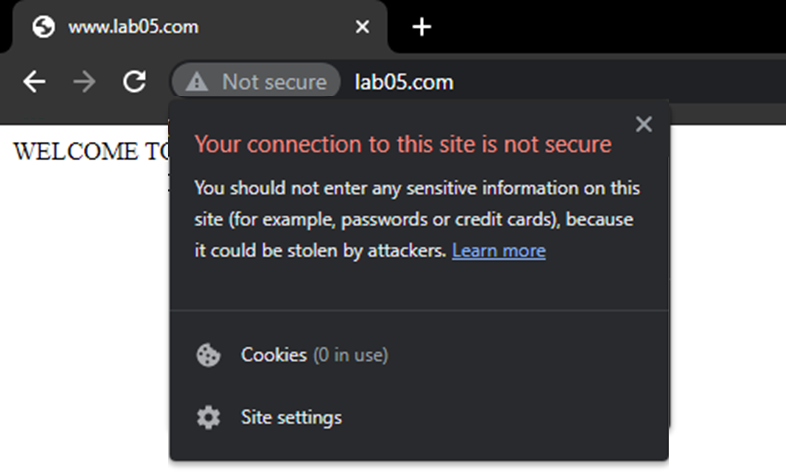 www.lab05.com
Not secure lab05.com
WELCOME TO
Your connection to this site is not secure
You should not enter any sensitive information on this
site (for example, passwords or credit cards), because
it could be stolen by attackers. Learn more
Cookies (0 in use)
Site settings